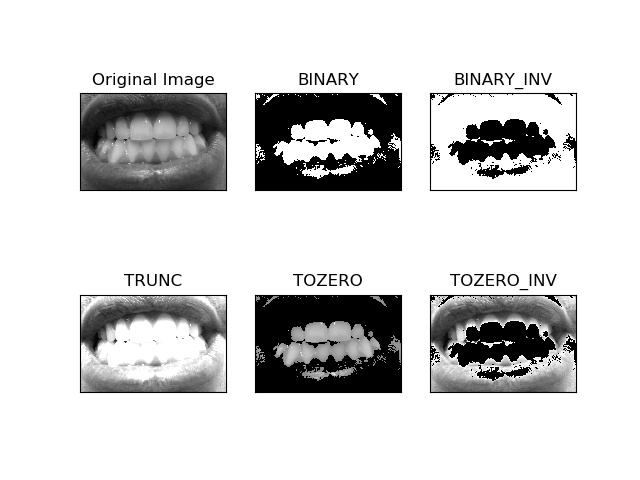 Original Image
BINARY
BINARY_INV
TRUNC
TOZERO
TOZERO_INV